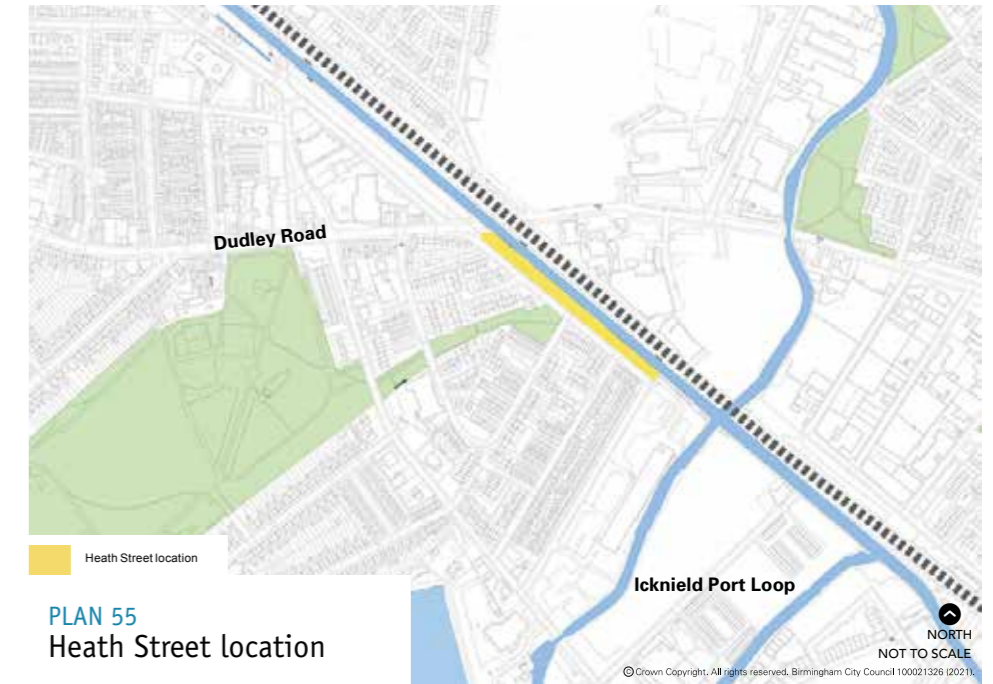 Dudley Road
Heath Street location
Icknield Port Loop
PLAN 55
Heath Street location
NORTH
NOT TO SCALE
© Crown Copyright. All rights reserved. Birmingham City Council 100021326 (2021).